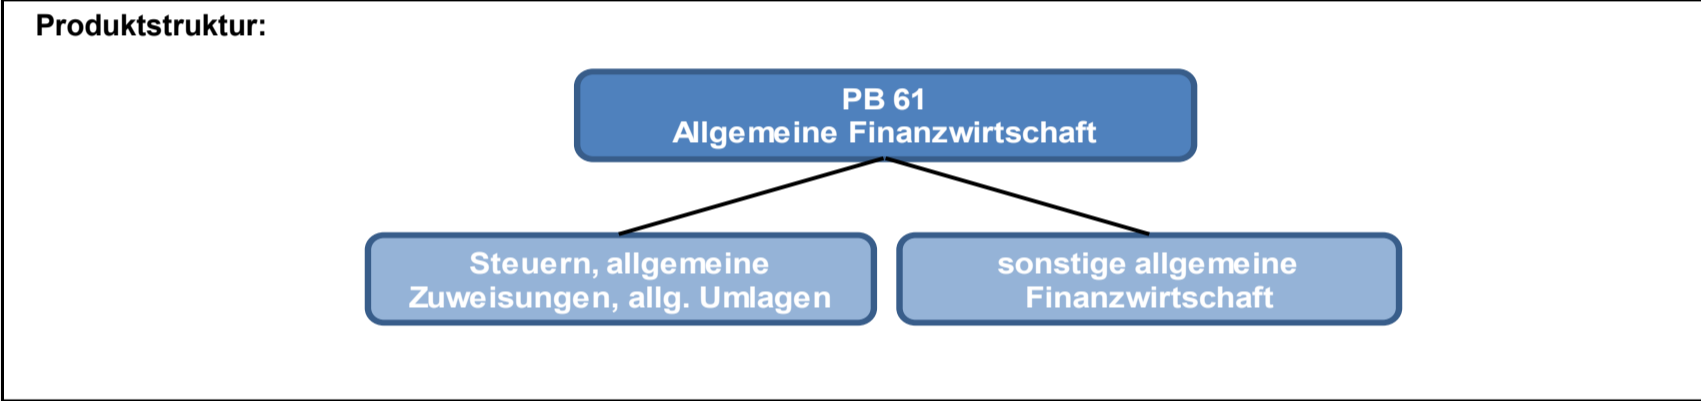 Produktstruktur:
PB 61
Allgemeine Finanzwirtschaft
Steuern, allgemeine
Zuweisungen, allg. Umlagen
sonstige allgemeine
Finanzwirtschaft